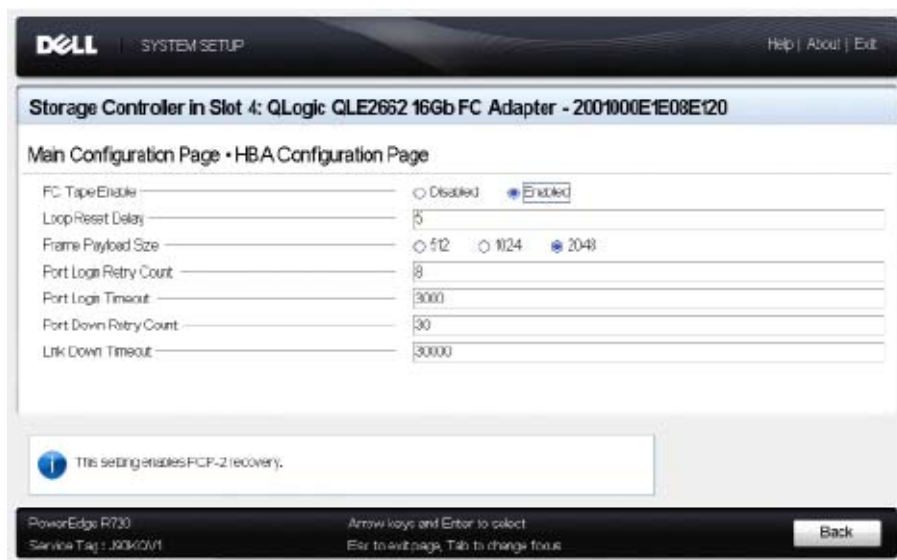 DELL SYSTEM SETUP Help | About | Exit
Storage Controller in Slot 4: QLogic QLE2662 16Gb FC Adapter - 2001000E1E08E120
Main Configuration Page • HBA Configuration Page
FC Tape Enable Disabled Enabled
Loop Reset Delay 5
Frame Payload Size 512 1024 2048
Port Login Retry Count 8
Port Login Timeout 3000
Port Down Retry Count 30
Link Down Timeout 30000
This setting enables FCP-2 recovery.
PowerEdge R730 Arrow keys and Enter to select
Service Tag : Esc to exit page, Tab to change focus
Back